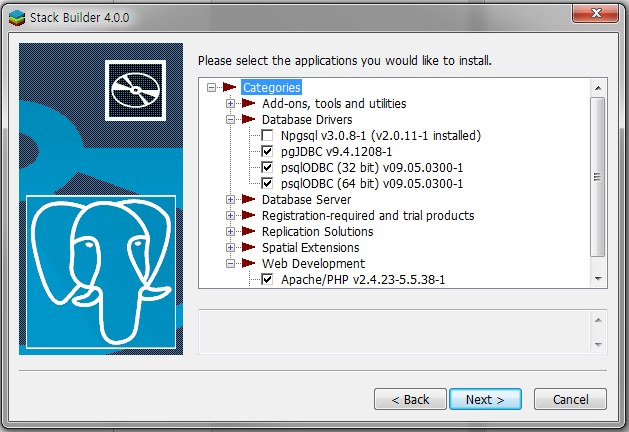 Stack Builder 4.0.0
Please select the applications you would like to install.
Categories
Add-ons, tools and utilities
Database Drivers
Npgsql v3.0.8-1 (v2.0.11-1 installed)
pgJDBC v9.4.1208-1
psqlODBC (32 bit) v09.05.0300-1
psqlODBC (64 bit) v09.05.0300-1
Database Server
Registration-required and trial products
Replication Solutions
Spatial Extensions
Web Development
Apache/PHP v2.4.23-5.5.38-1
< Back
Next >
Cancel